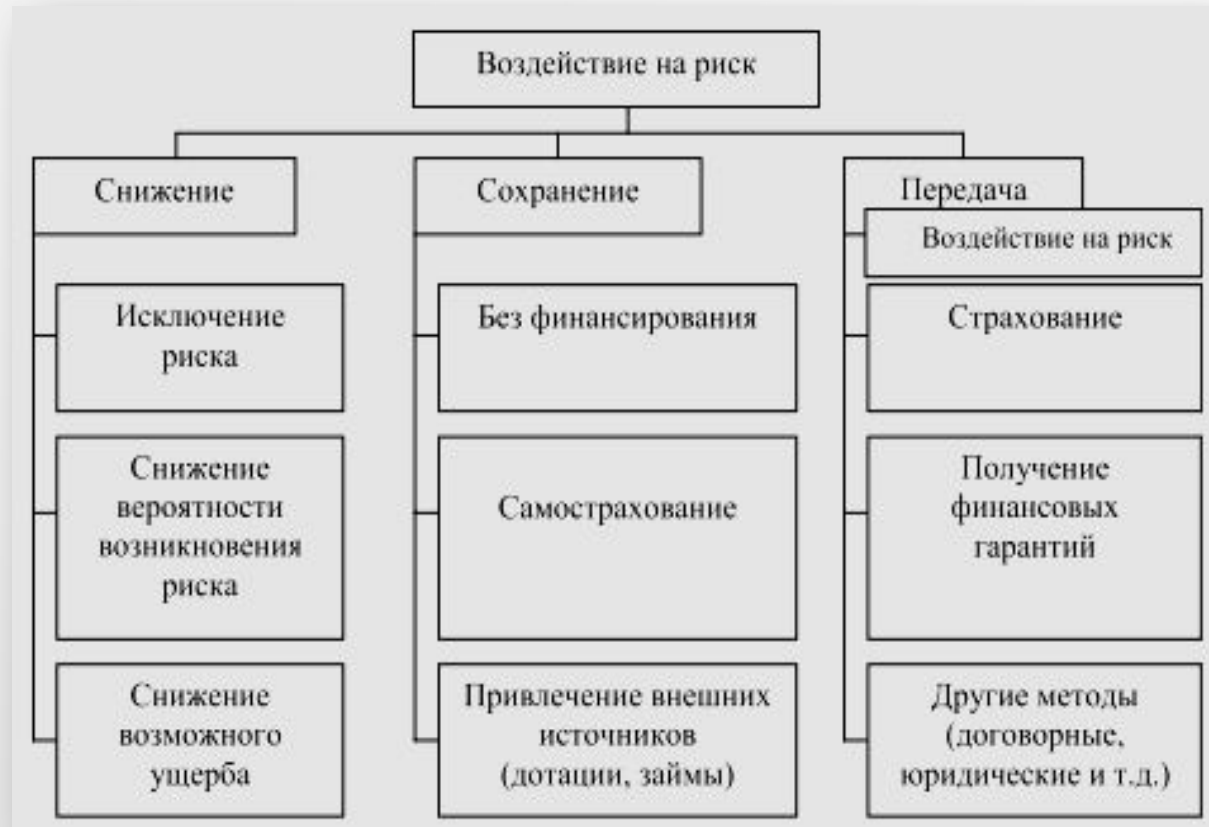 Воздействие на риск
Снижение
Сохранение
Передача
Воздействие на риск
Исключение
риска
Без финансирования
Страхование
Снижение
вероятности
возникновения
риска
Самострахование
Получение
финансовых
гарантий
Снижение
возможного
ущерба
Привлечение внешних
источников
(дотации, займы)
Другие методы
(договорные,
юридические и т.д.)